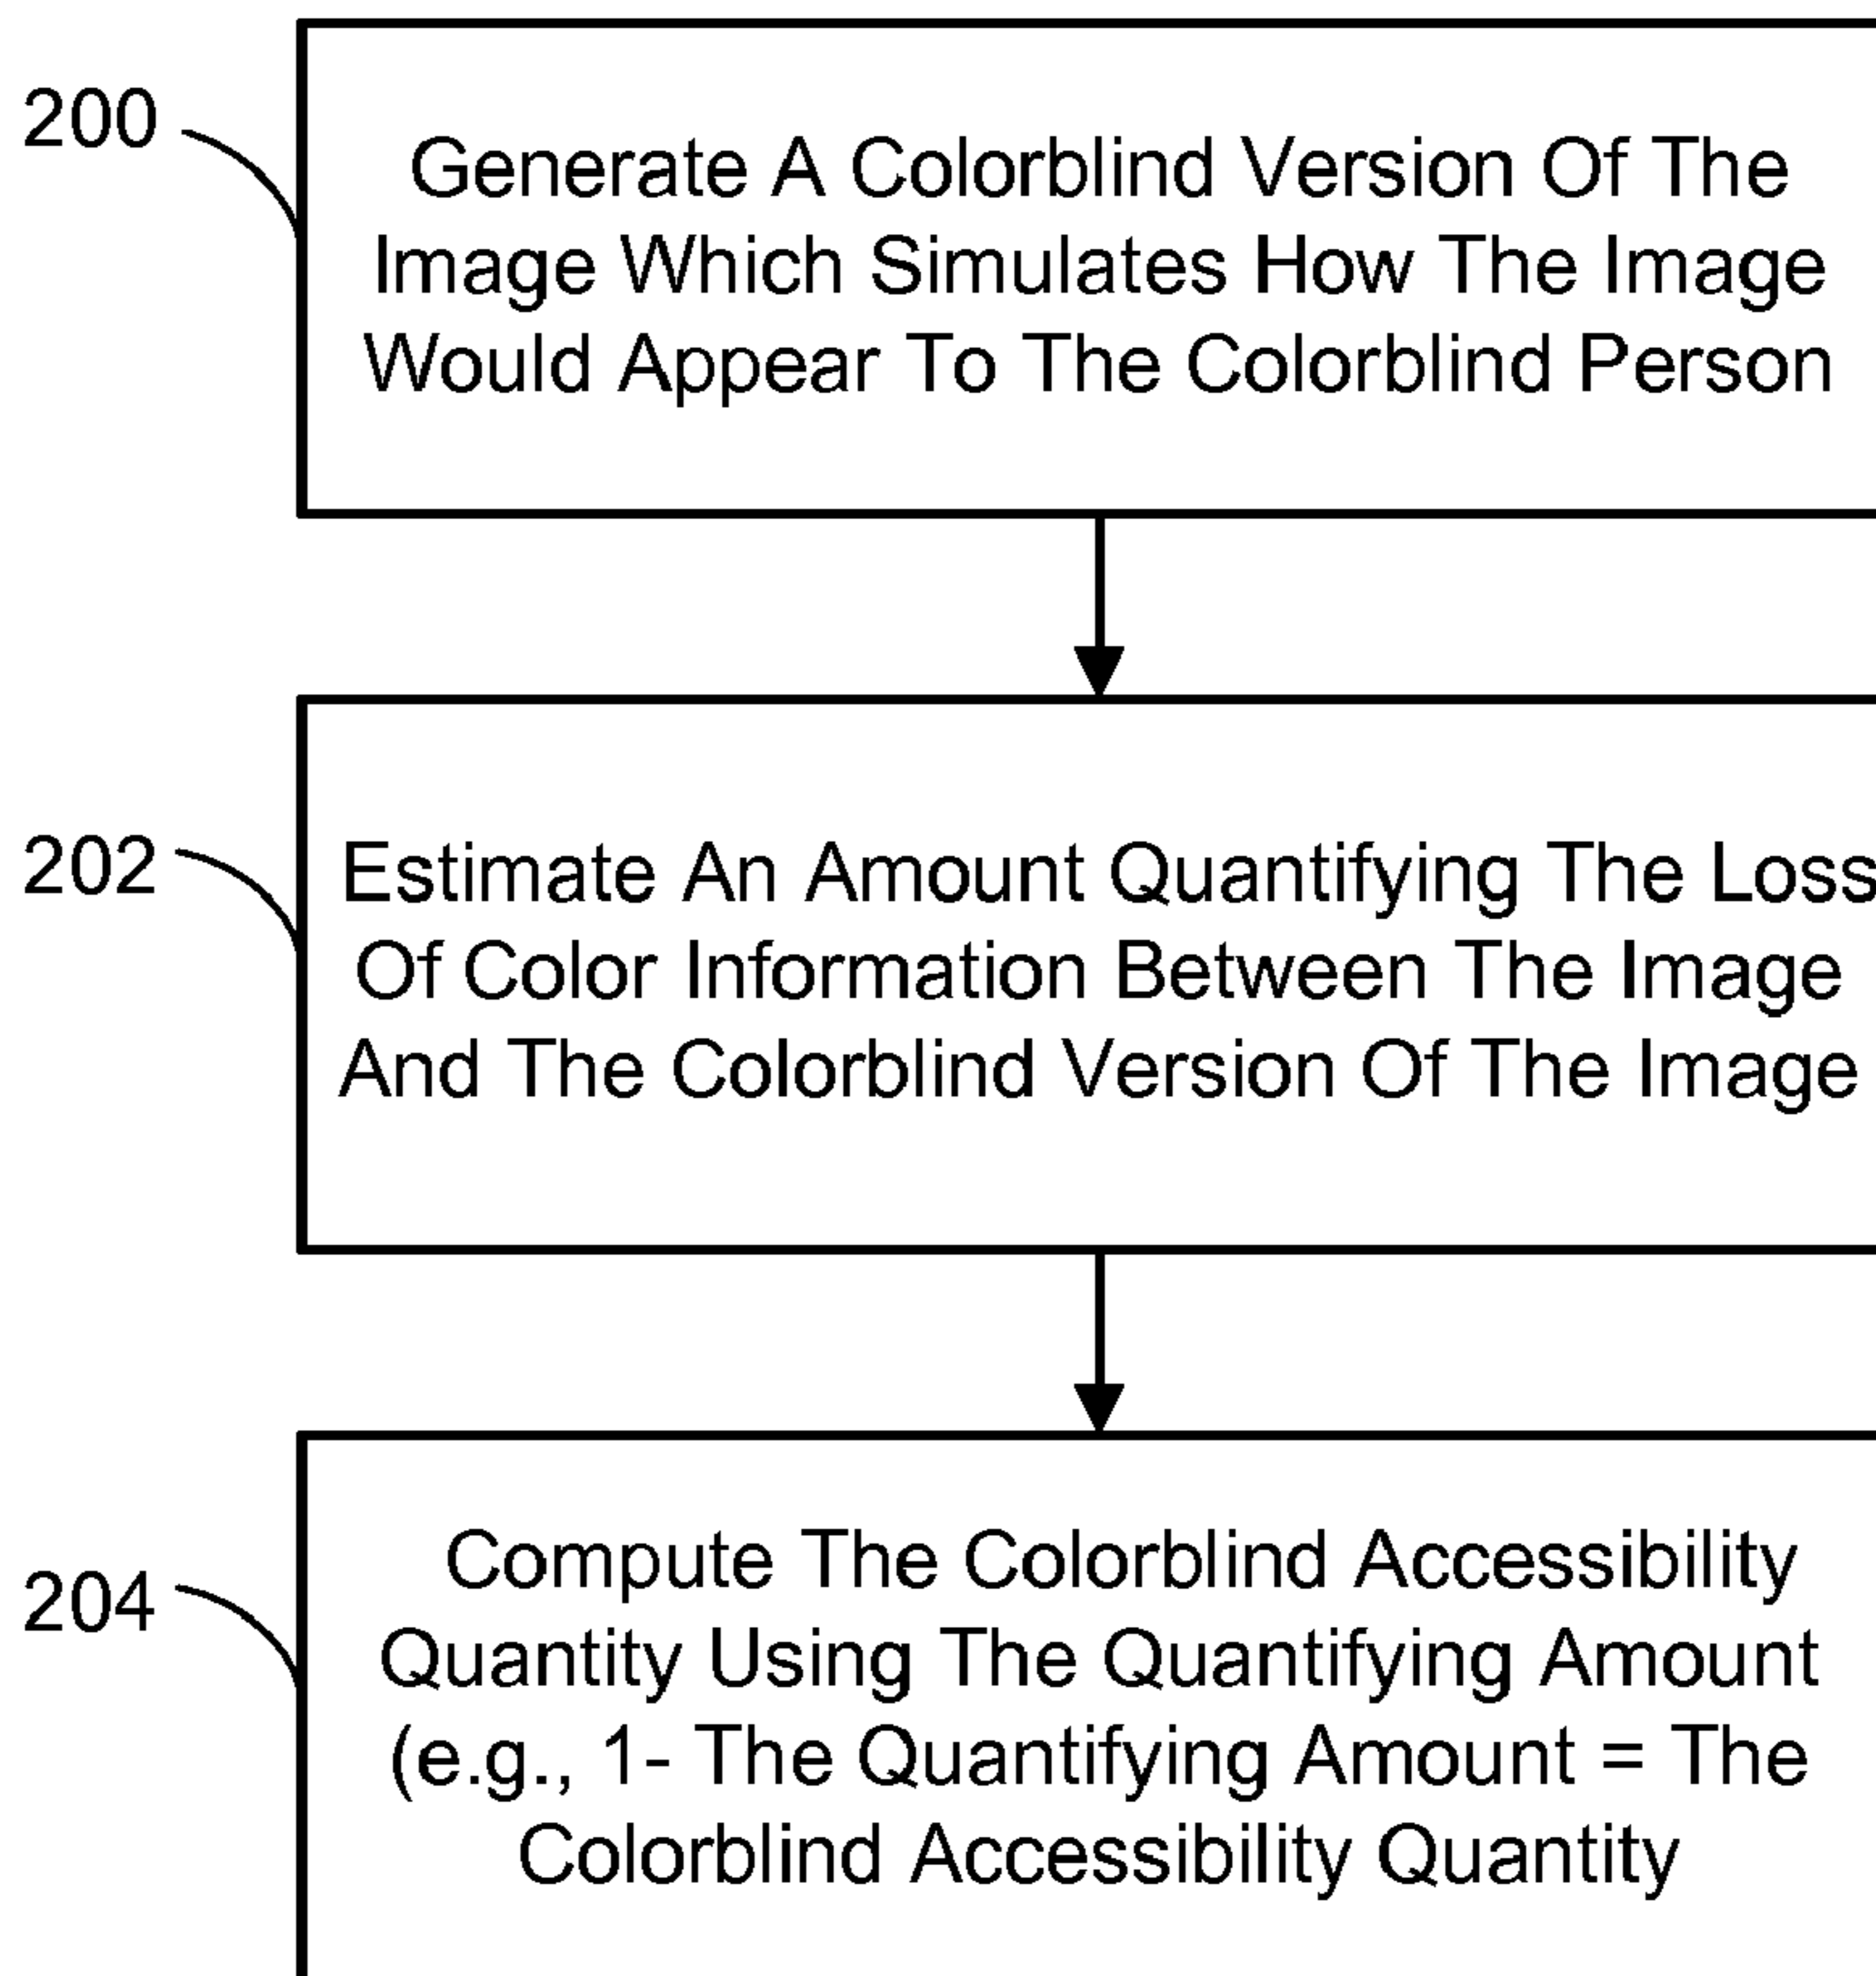 200
Generate A Colorblind Version Of The
Image Which Simulates How The Image
Would Appear To The Colorblind Person
202
Estimate An Amount Quantifying The Loss
Of Color Information Between The Image
And The Colorblind Version Of The Image
204
Compute The Colorblind Accessibility
Quantity Using The Quantifying Amount
(e.g., 1- The Quantifying Amount = The
Colorblind Accessibility Quantity